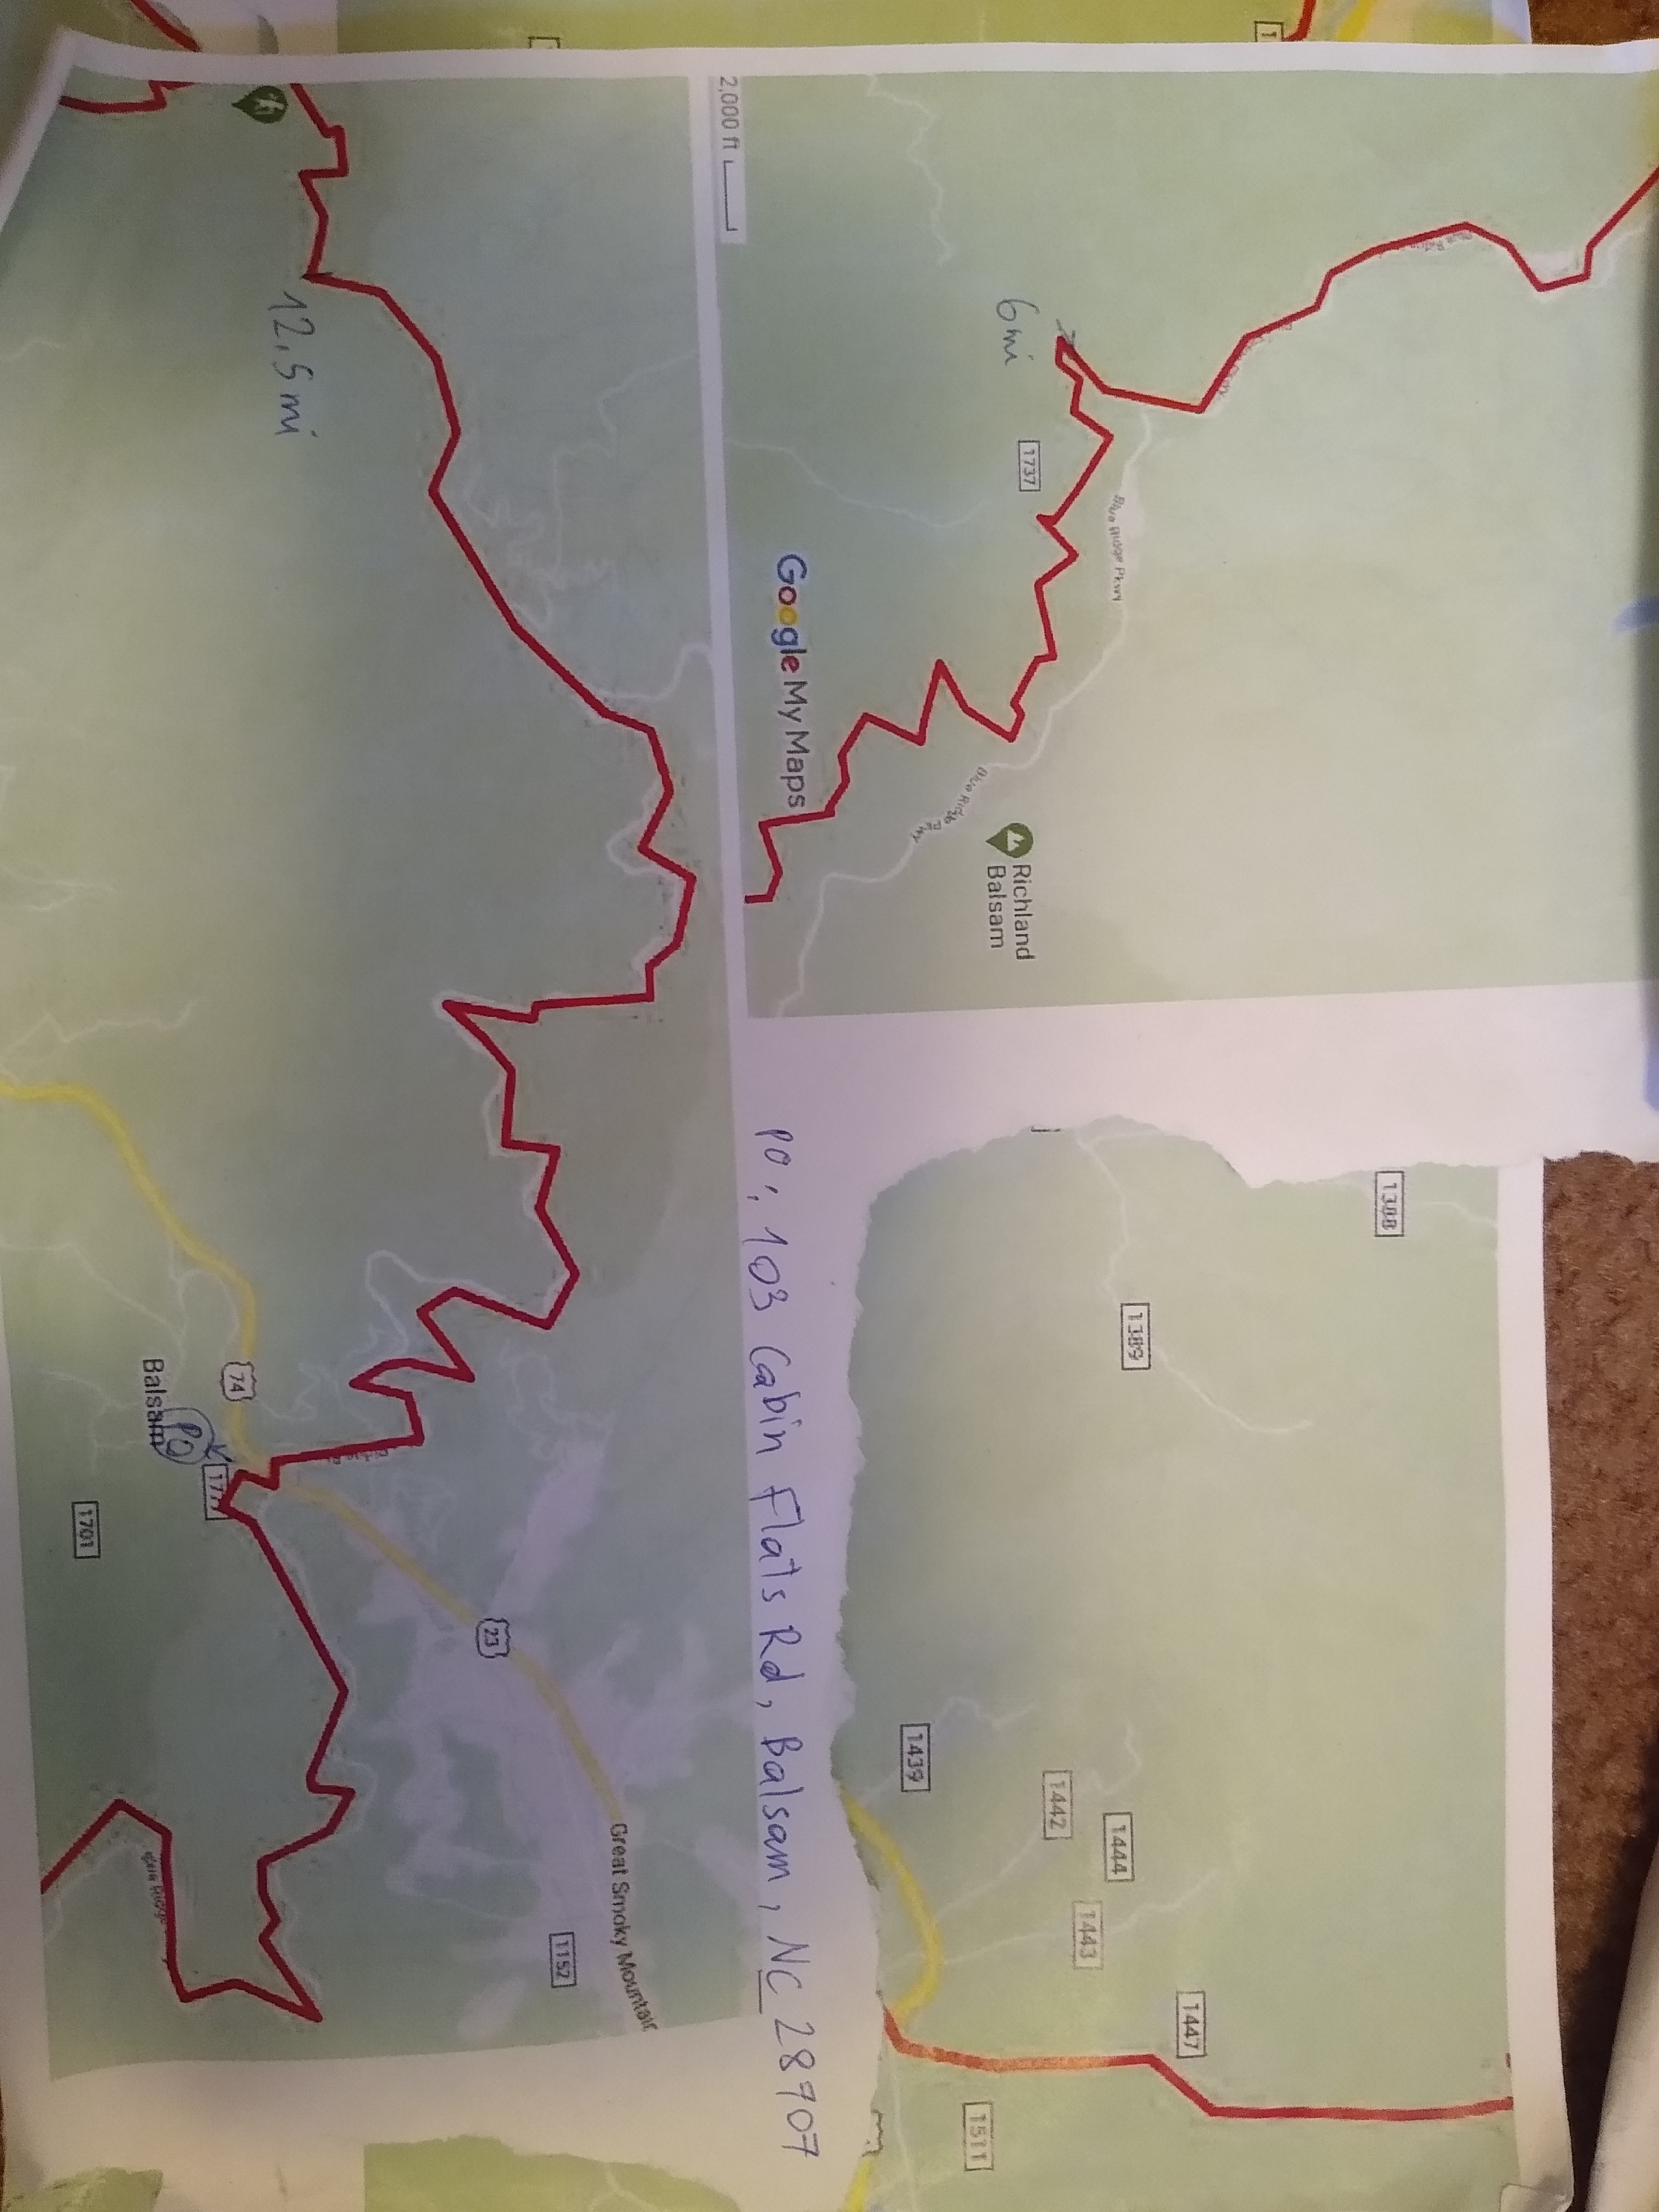 2,000 ft
6 mi
1737
Blue Ridge Pkwy
Blue Ridge Pkwy
Google My Maps
Richland
Balsam
12,5 mi
74
Balsam
PO
1701
23
Great Smoky Mountain
1152
Blue Ridge
PO: 103 Cabin Flats Rd, Balsam, NC 28707
1388
1389
1439
1442
1444
1443
1447
1511